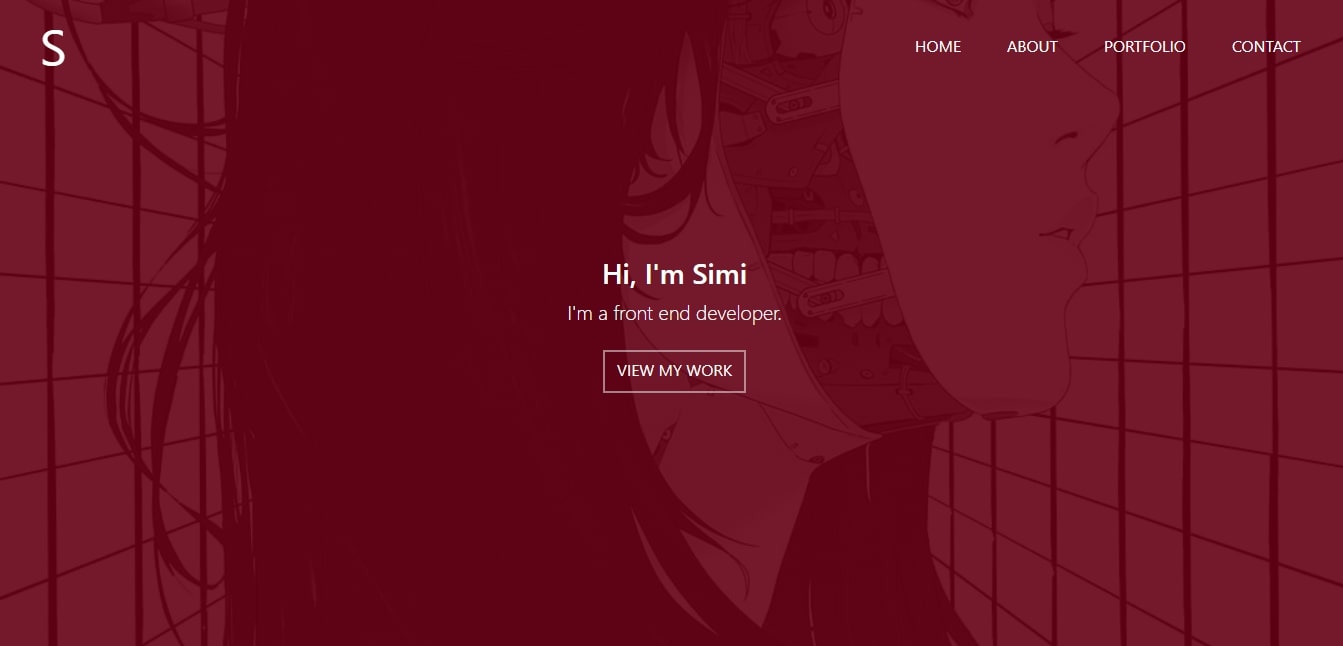 S
HOME
ABOUT
PORTFOLIO
CONTACT
Hi, I'm Simi
I'm a front end developer.
VIEW MY WORK